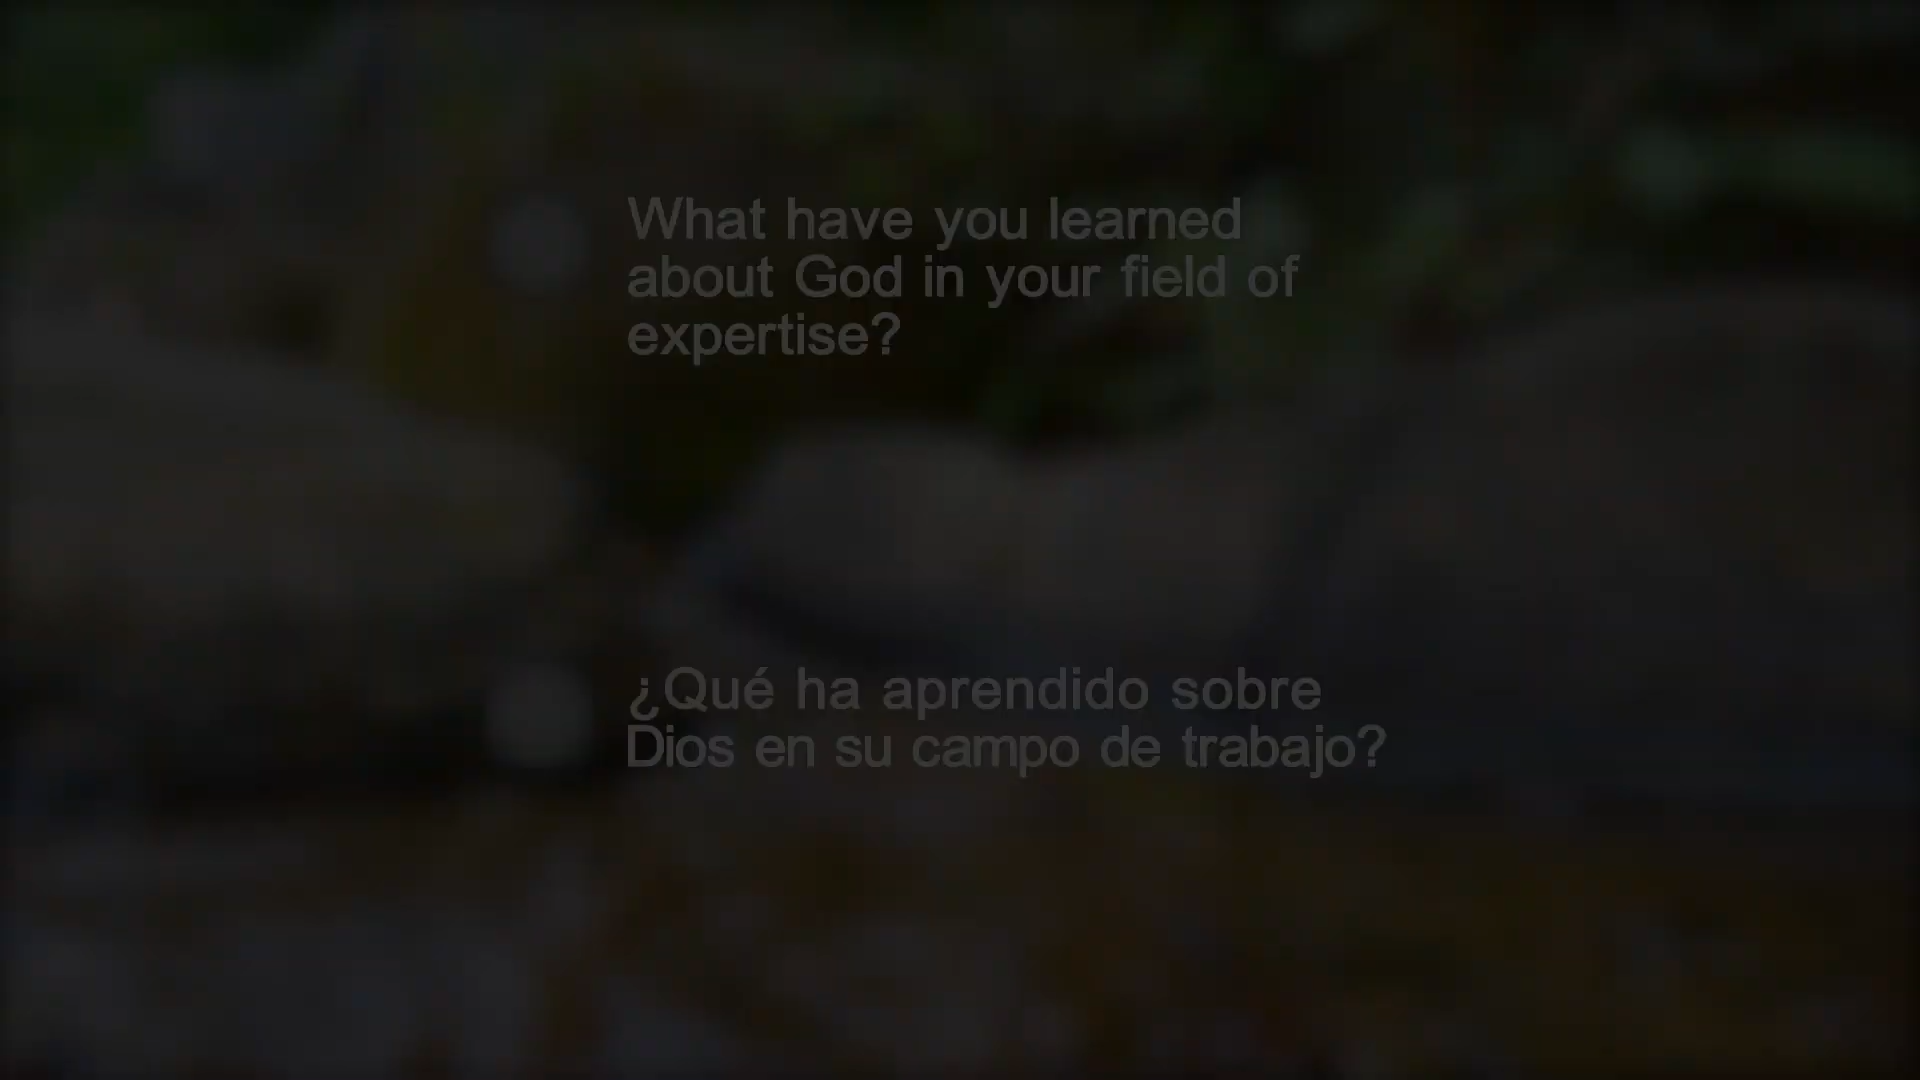 What have you learned
about God in your field of
expertise?
¿Qué ha aprendido sobre
Dios en su campo de trabajo?